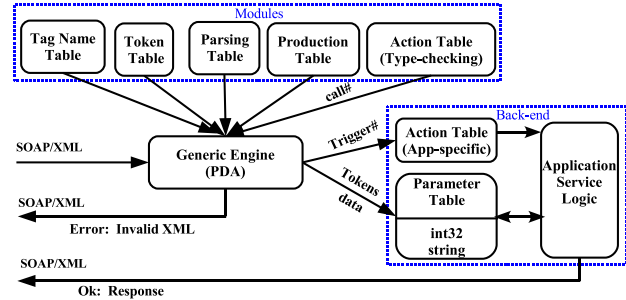 Modules
Tag Name
Table
Token
Table
Parsing
Table
Production
Table
Action Table
(Type-checking)
call#
Back-end
SOAP/XML
Generic Engine
(PDA)
Trigger#
Action Table
(App-specific)
Application
Service
Logic
Tokens
data
Parameter
Table
int32
string
SOAP/XML
Error: Invalid XML
SOAP/XML
Ok: Response